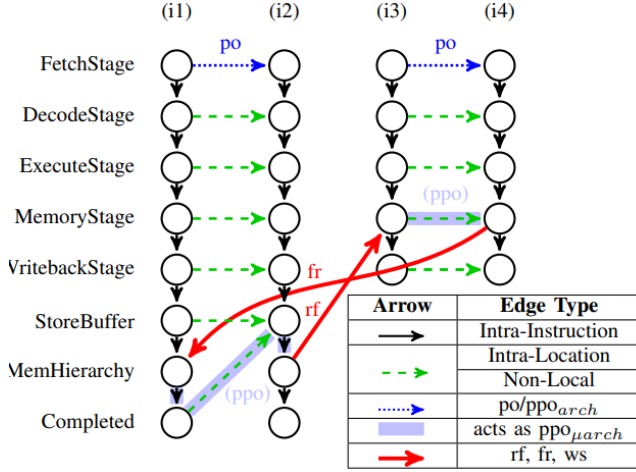 (i1) (i2) (i3) (i4)
po po
FetchStage
DecodeStage
ExecuteStage
(ppo)
MemoryStage
WritebackStage
fr
rf
StoreBuffer
MemHierarchy
(ppo)
Completed
Arrow Edge Type
Intra-Instruction
Intra-Location
Non-Local
po/ppo_arch
acts as ppo_μarch
rf, fr, ws